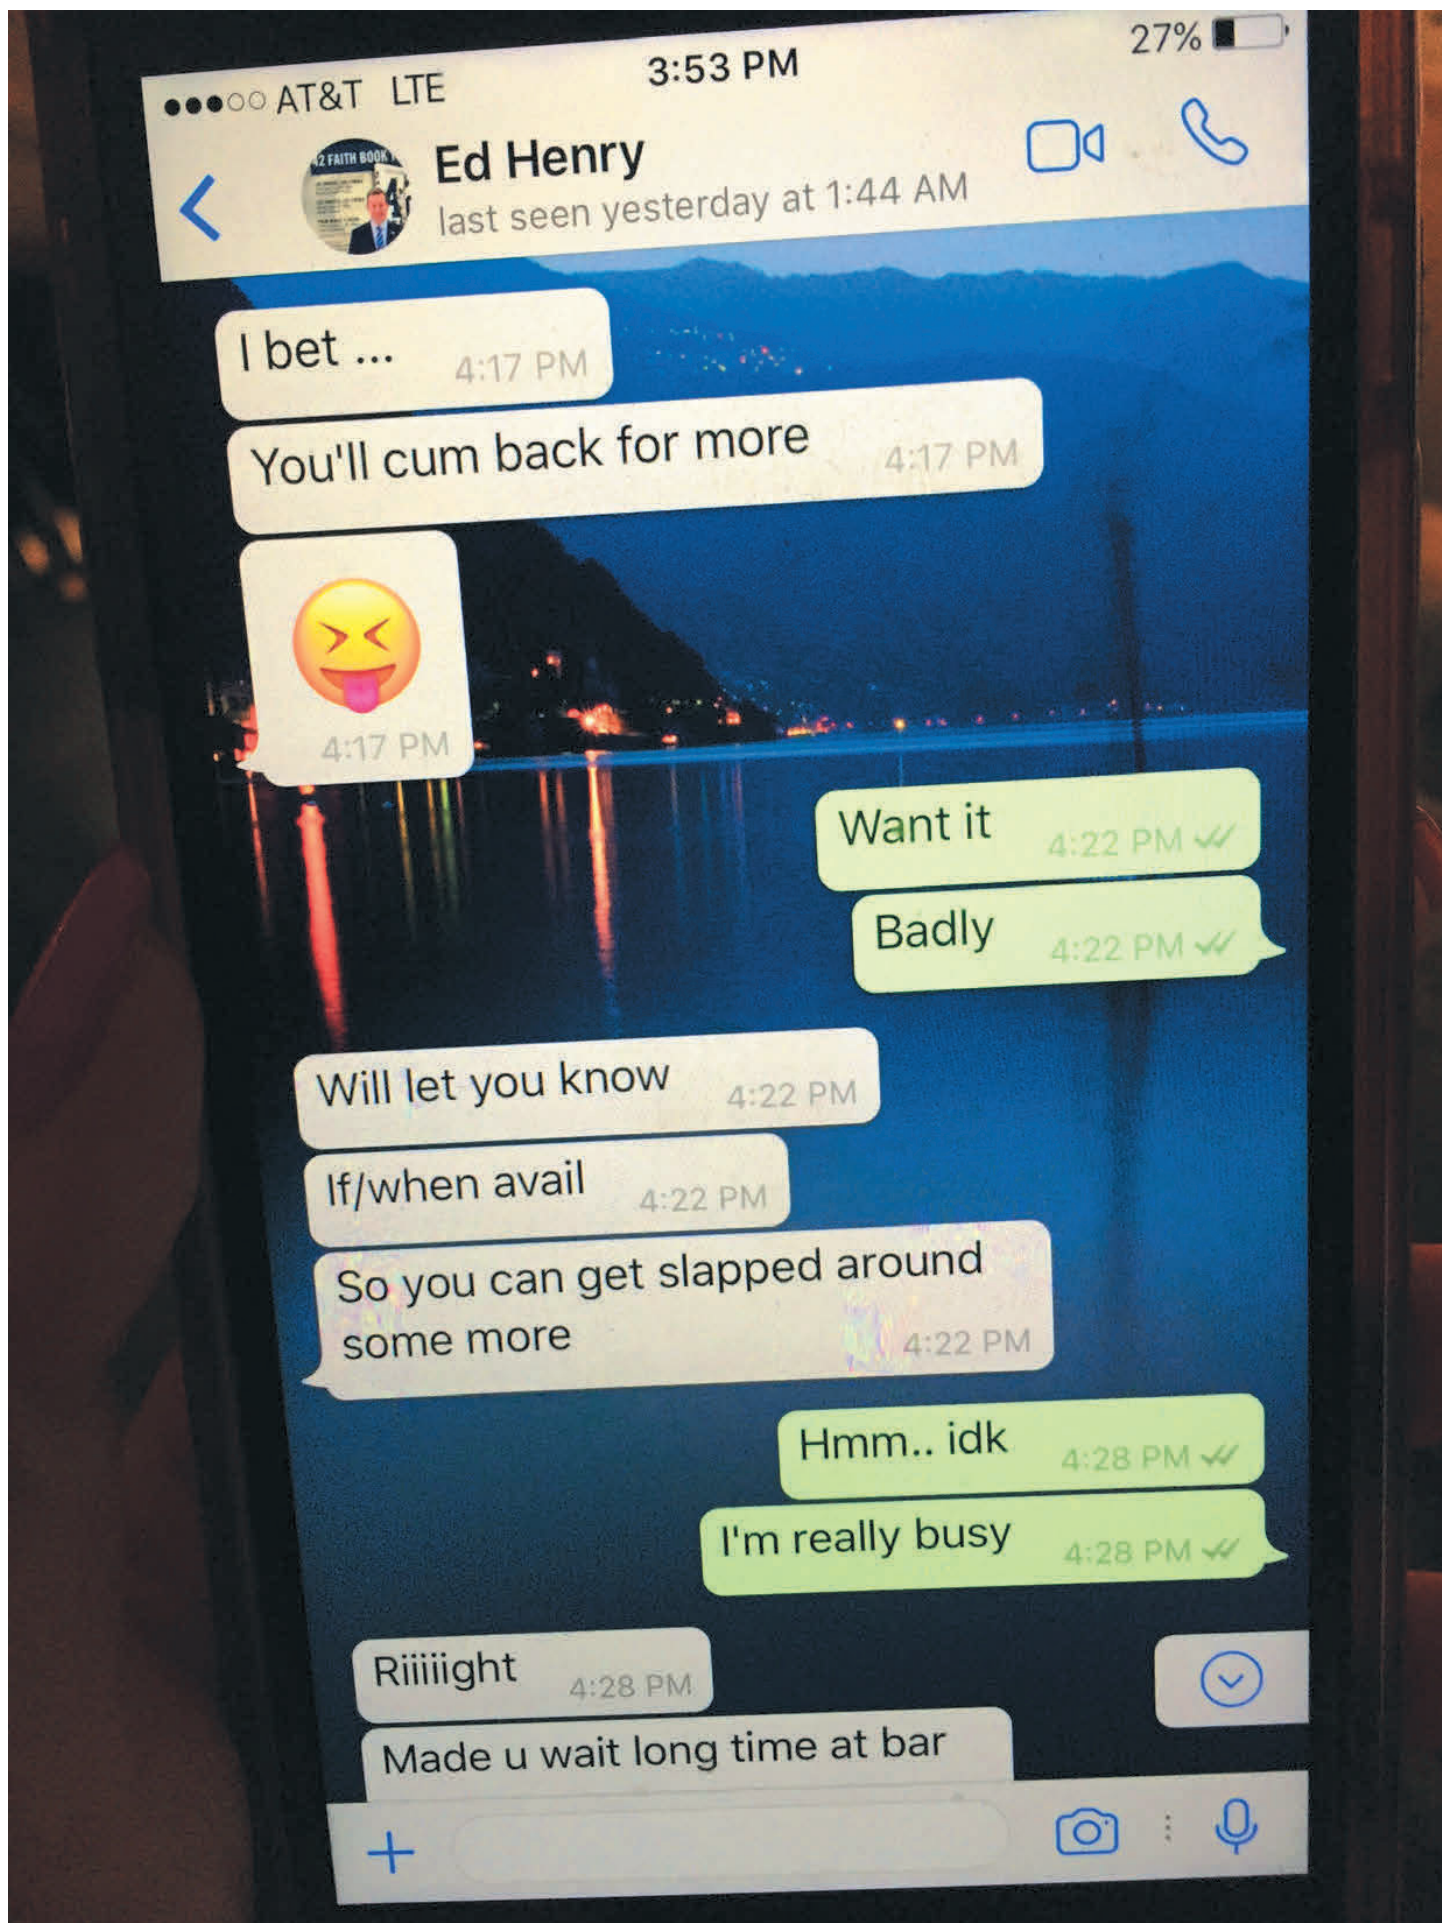 AT&T LTE 3:53 PM 27%
Ed Henry
last seen yesterday at 1:44 AM
2 FAITH BOOK
I bet ... 4:17 PM
You'll cum back for more 4:17 PM
4:17 PM
Want it 4:22 PM
Badly 4:22 PM
Will let you know 4:22 PM
If/when avail 4:22 PM
So you can get slapped around
some more 4:22 PM
Hmm.. idk 4:28 PM
I'm really busy 4:28 PM
Riiiiight 4:28 PM
Made u wait long time at bar